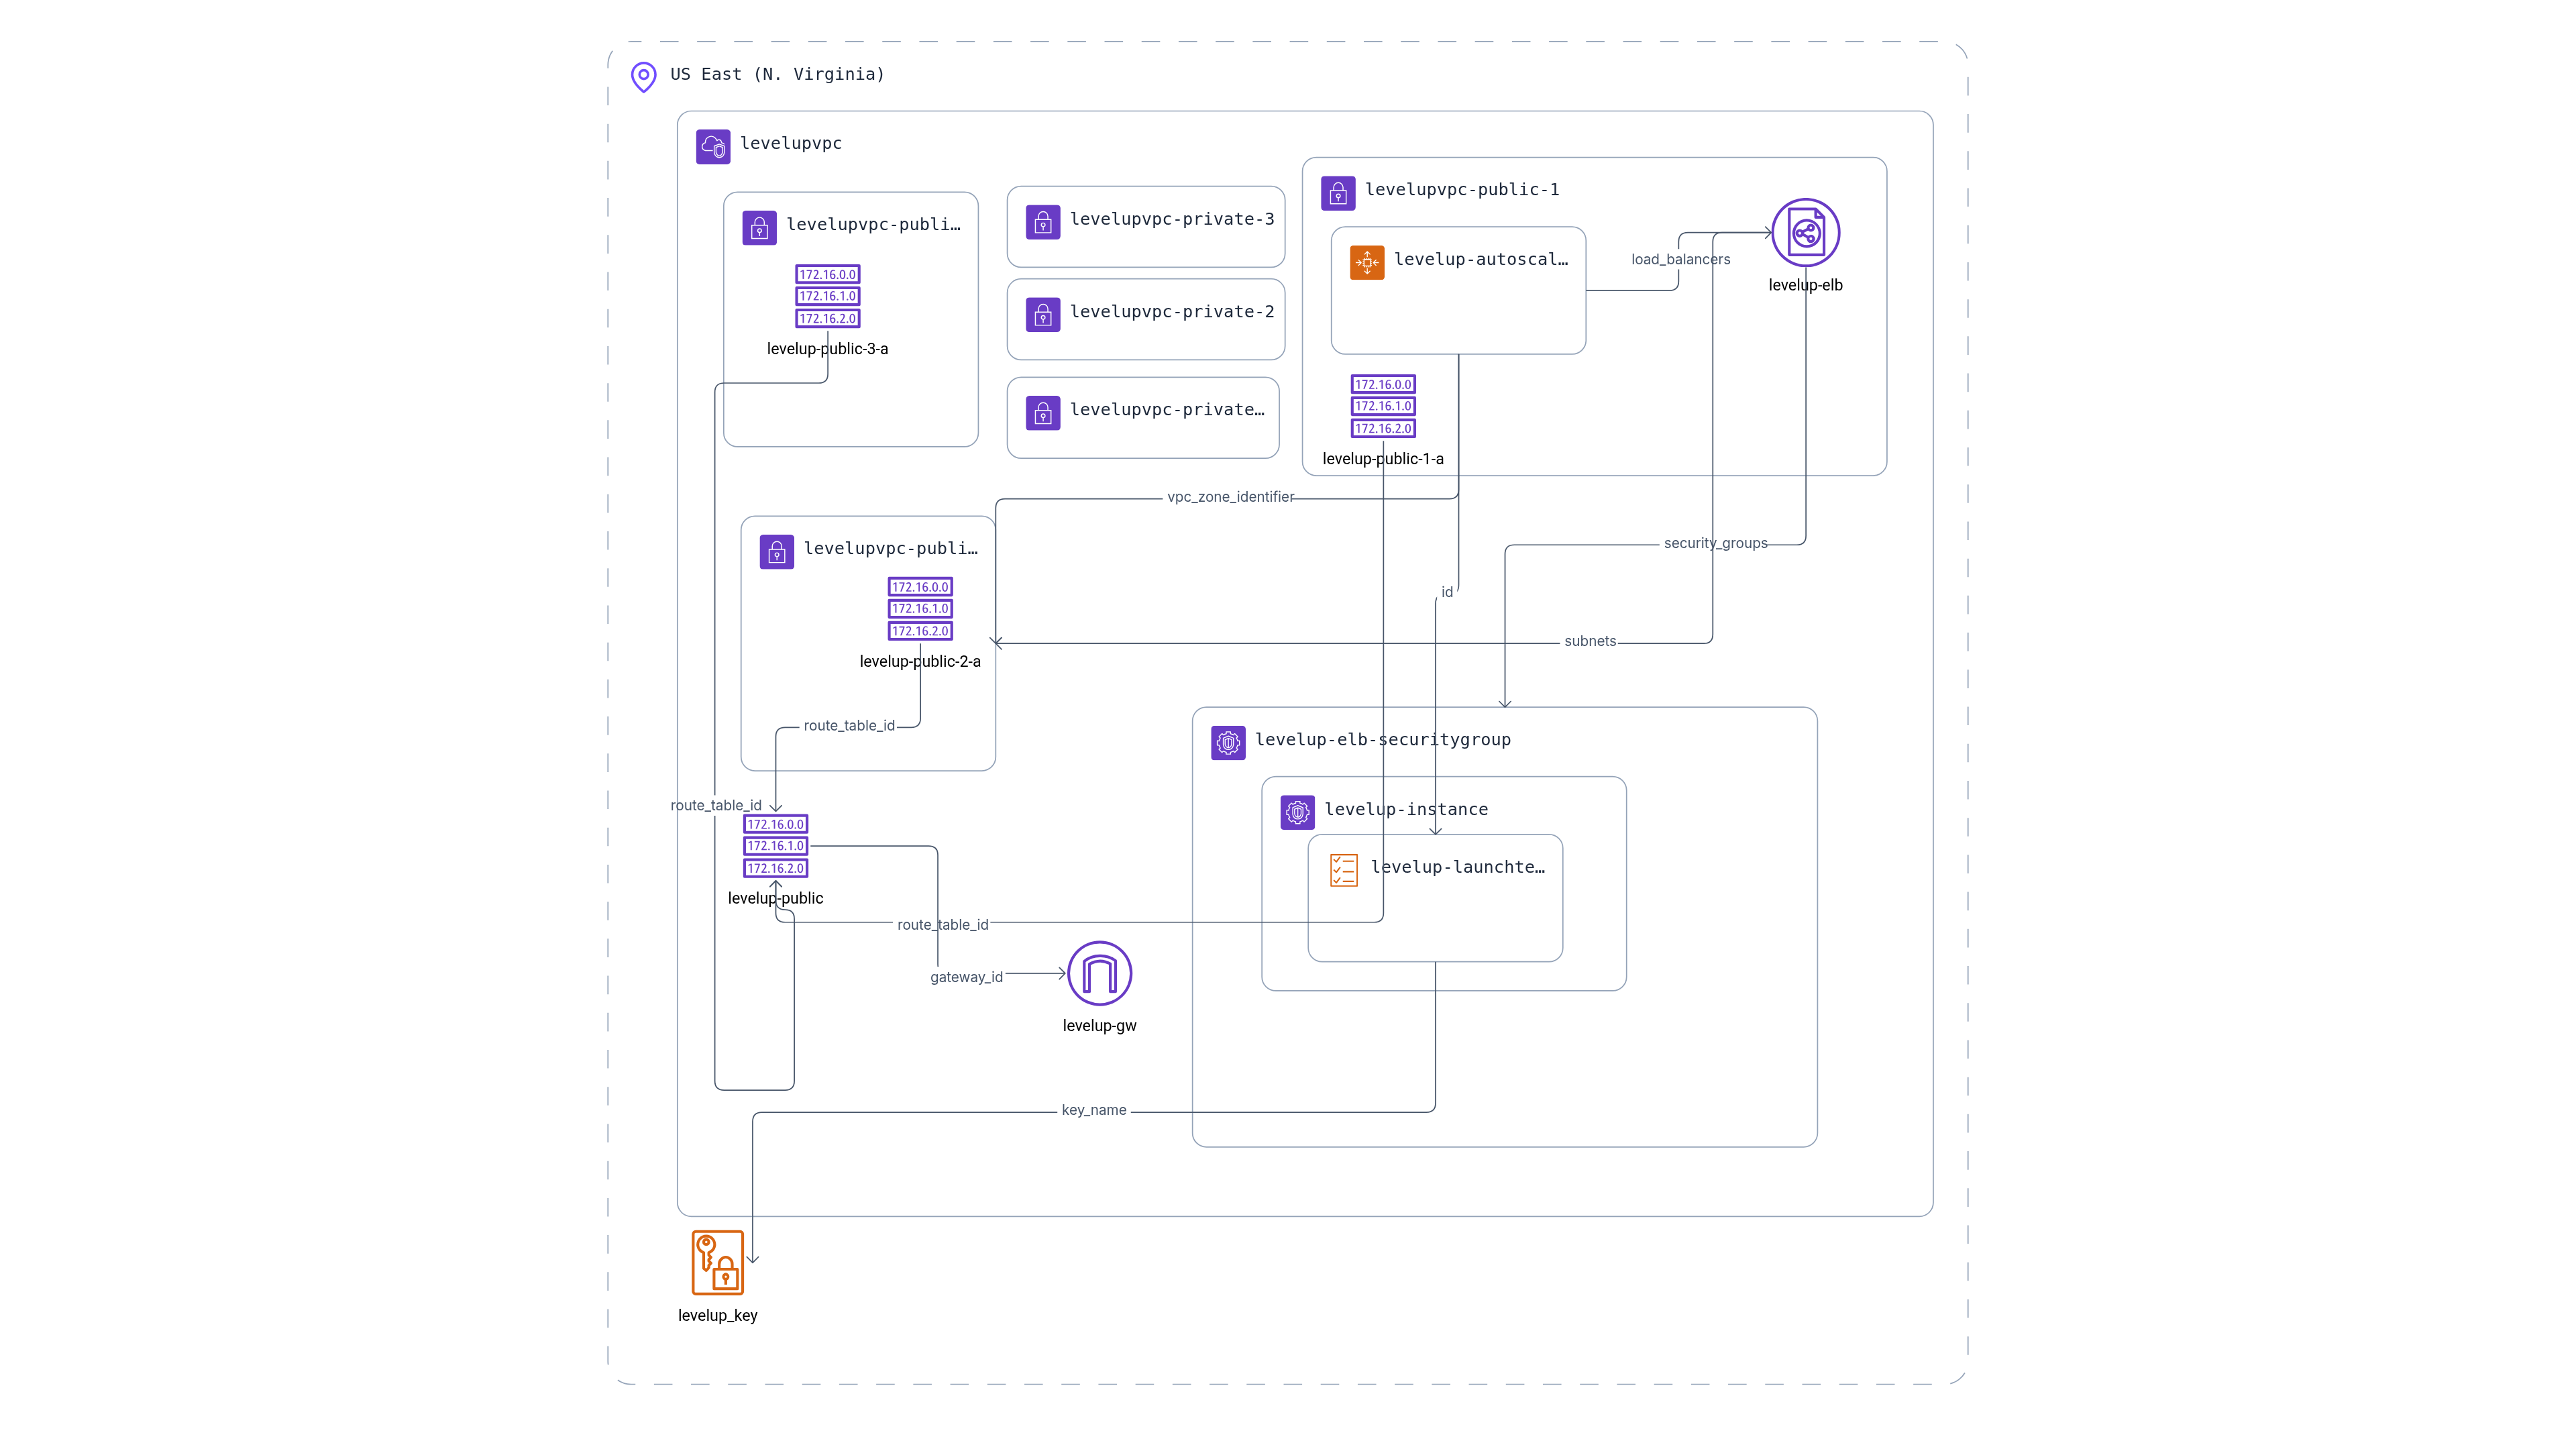 US East (N. Virginia)
levelupvpc
levelupvpc-publi…
172.16.0.0
172.16.1.0
172.16.2.0
levelup-public-3-a
levelupvpc-private-3
levelupvpc-private-2
levelupvpc-private…
levelupvpc-public-1
levelup-autoscal…
load_balancers
levelup-elb
172.16.0.0
172.16.1.0
172.16.2.0
levelup-public-1-a
vpc_zone_identifier
security_groups
levelupvpc-publi…
172.16.0.0
172.16.1.0
172.16.2.0
levelup-public-2-a
id
subnets
route_table_id
levelup-elb-securitygroup
route_table_id
levelup-instance
172.16.0.0
172.16.1.0
172.16.2.0
levelup-public
levelup-launchte…
route_table_id
gateway_id
levelup-gw
key_name
levelup_key